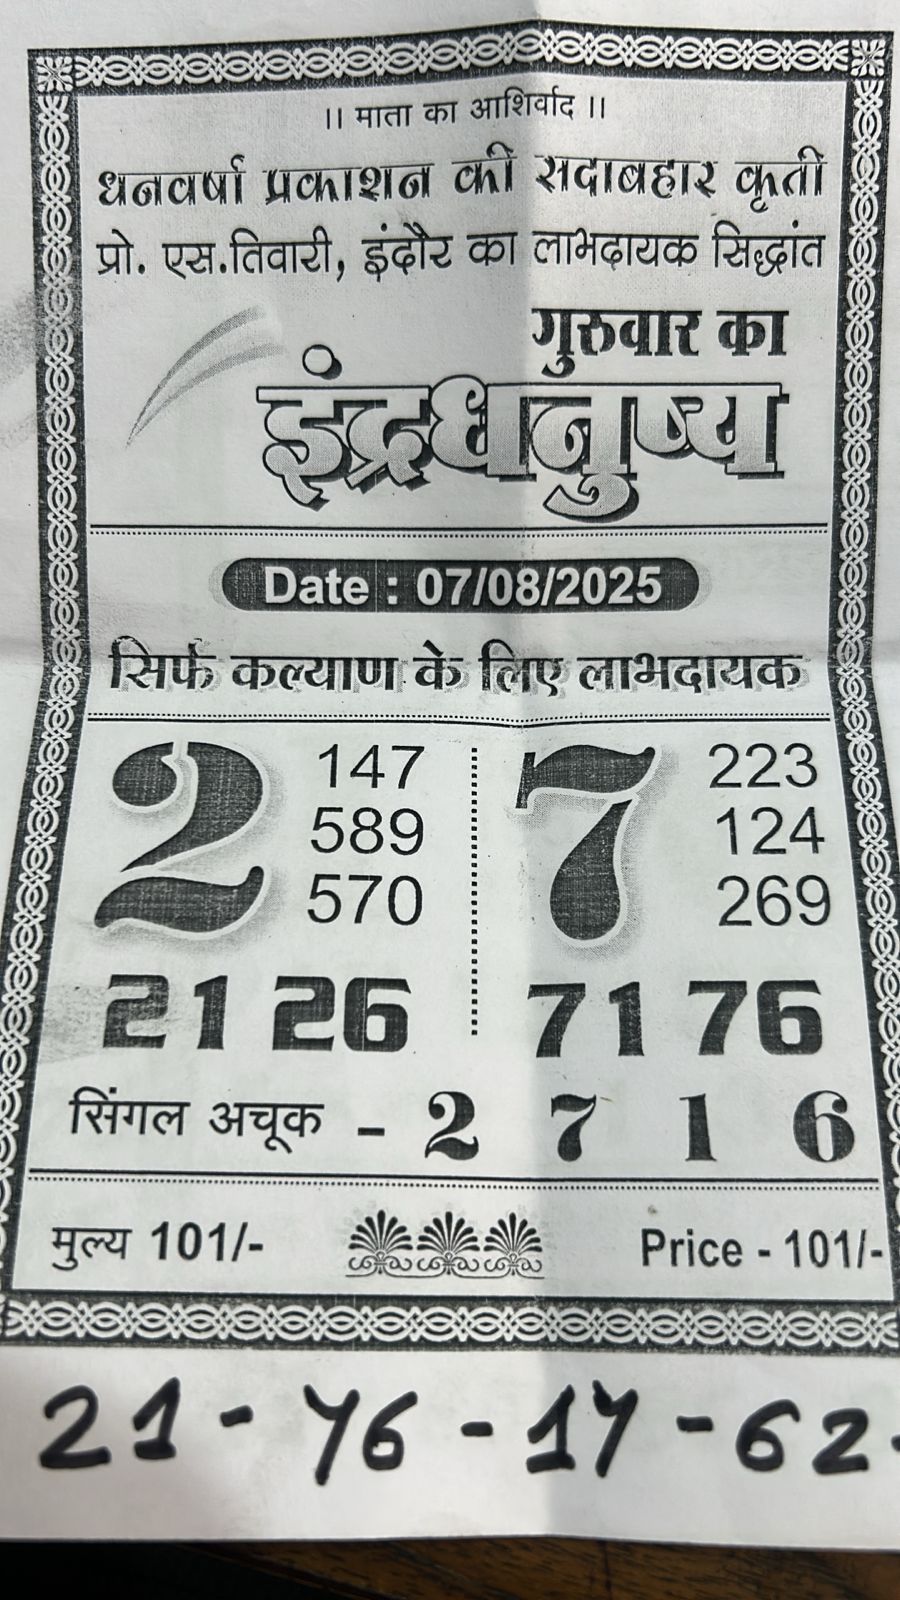 ।। माता का आशिर्वाद ।।
धनवर्षा प्रकाशन की सदाबहार कृती
प्रो. एस.तिवारी, इंदौर का लाभदायक सिद्धांत
गुरुवार का
इंद्रधनुष्य
Date : 07/08/2025
सिर्फ कल्याण के लिए लाभदायक
2 147 589 570
7 223 124 269
21 26 71 76
सिंगल अचूक - 2 7 1 6
मुल्य 101/- Price - 101/-
21 - 76 - 17 - 62